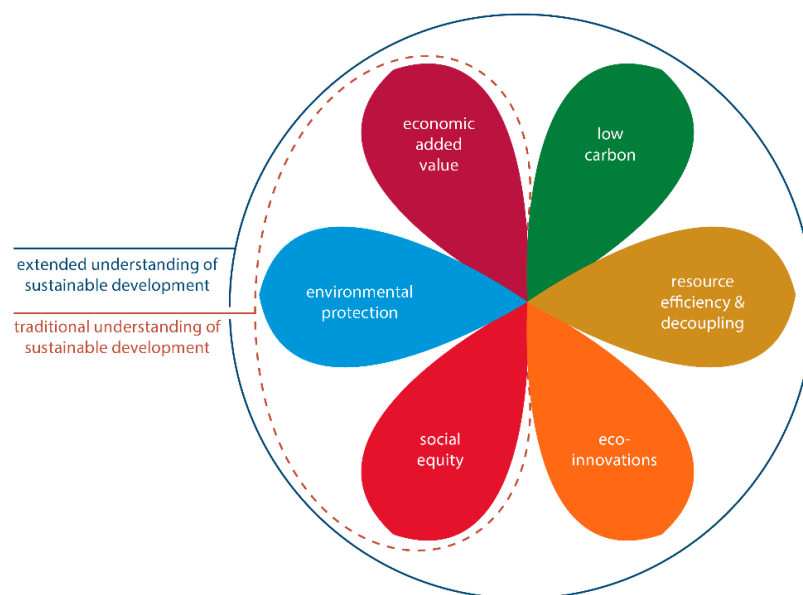 economic
added
value
low
carbon
extended understanding of
sustainable development
environmental
protection
resource
efficiency &
decoupling
traditional understanding of
sustainable development
social
equity
eco-
innovations